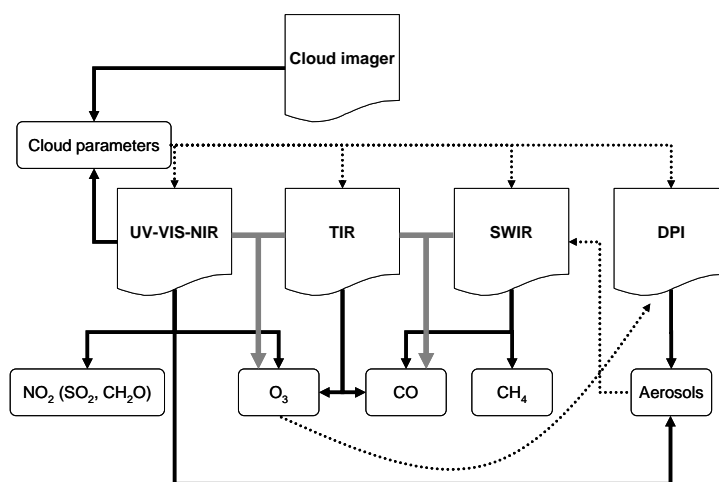 Cloud imager
Cloud parameters
UV-VIS-NIR
TIR
SWIR
DPI
NO₂ (SO₂, CH₂O)
O₃
CO
CH₄
Aerosols